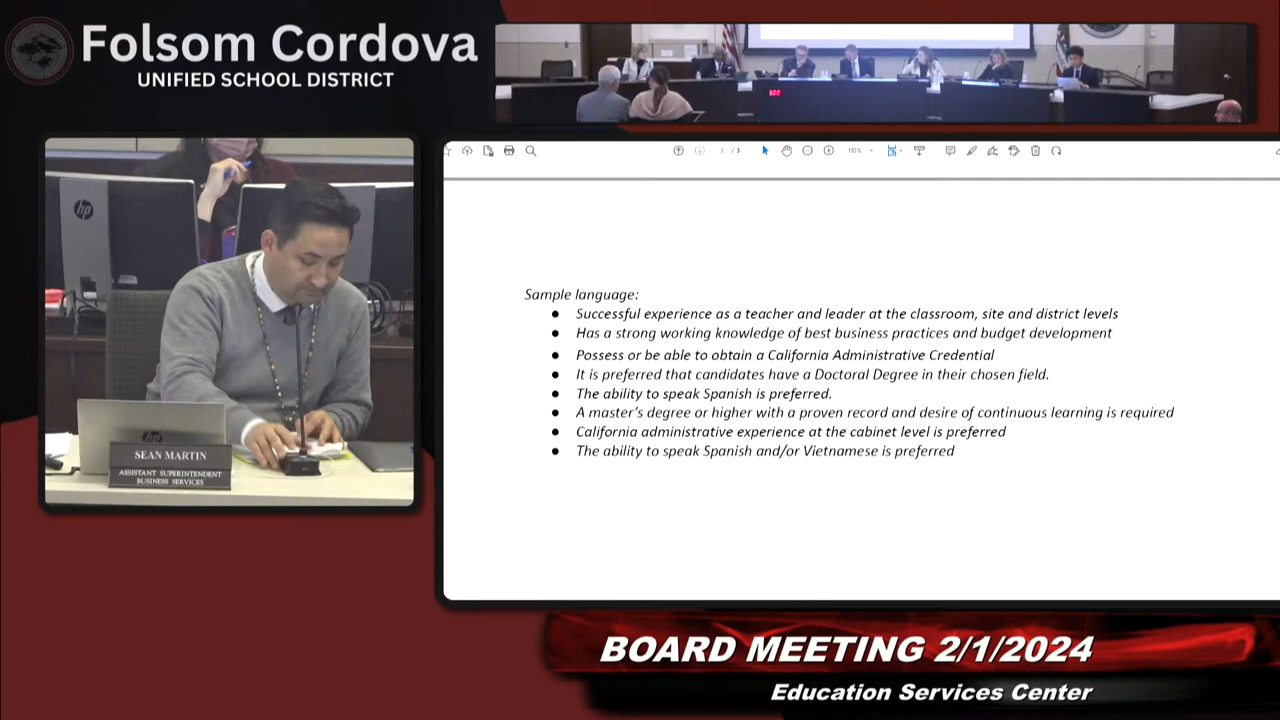 Folsom Cordova
UNIFIED SCHOOL DISTRICT
hp
hp
SEAN MARTIN
ASSISTANT SUPERINTENDENT
BUSINESS SERVICES
1 / 3
195%
Sample language:
● Successful experience as a teacher and leader at the classroom, site and district levels
● Has a strong working knowledge of best business practices and budget development
● Possess or be able to obtain a California Administrative Credential
● It is preferred that candidates have a Doctoral Degree in their chosen field.
● The ability to speak Spanish is preferred.
● A master’s degree or higher with a proven record and desire of continuous learning is required
● California administrative experience at the cabinet level is preferred
● The ability to speak Spanish and/or Vietnamese is preferred
BOARD MEETING 2/1/2024
Education Services Center